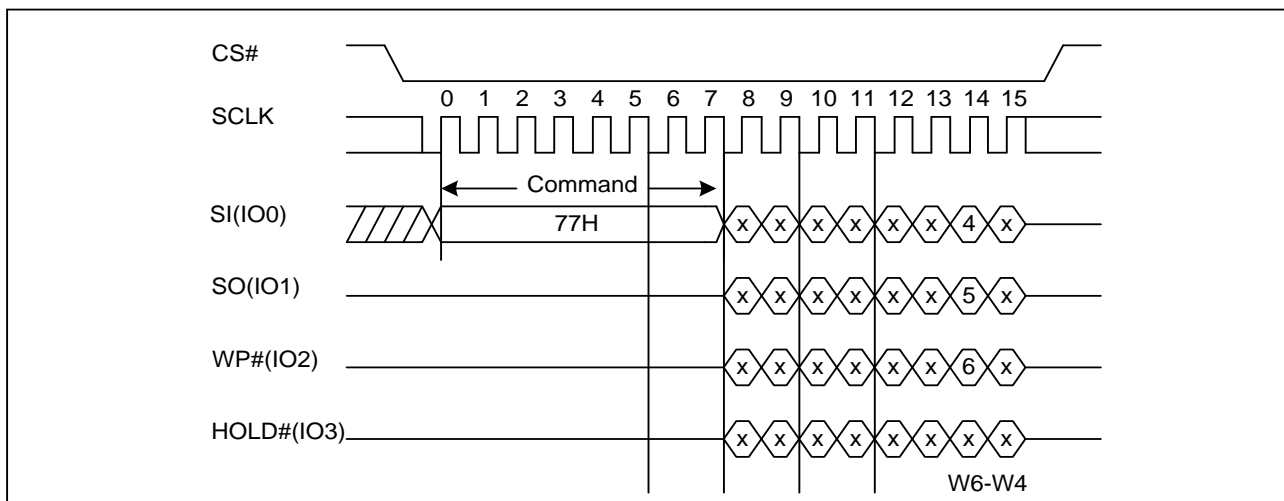 CS#
0 1 2 3 4 5 6 7 8 9 10 11 12 13 14 15
SCLK
Command
SI(IO0) 77H x x x x x x 4 x
SO(IO1) x x x x x x 5 x
WP#(IO2) x x x x x x 6 x
HOLD#(IO3) x x x x x x x x
W6-W4